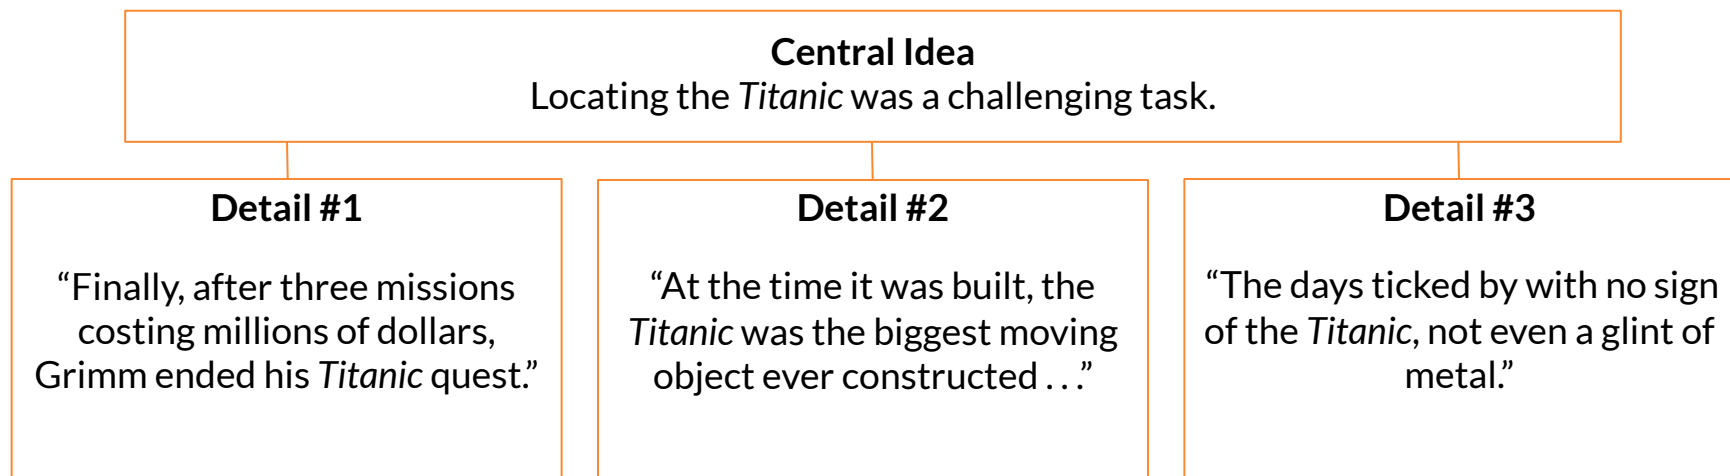 Central Idea
Locating the Titanic was a challenging task.
Detail #1
“Finally, after three missions
costing millions of dollars,
Grimm ended his Titanic quest.”
Detail #2
“At the time it was built, the
Titanic was the biggest moving
object ever constructed . . .”
Detail #3
“The days ticked by with no sign
of the Titanic, not even a glint of
metal.”